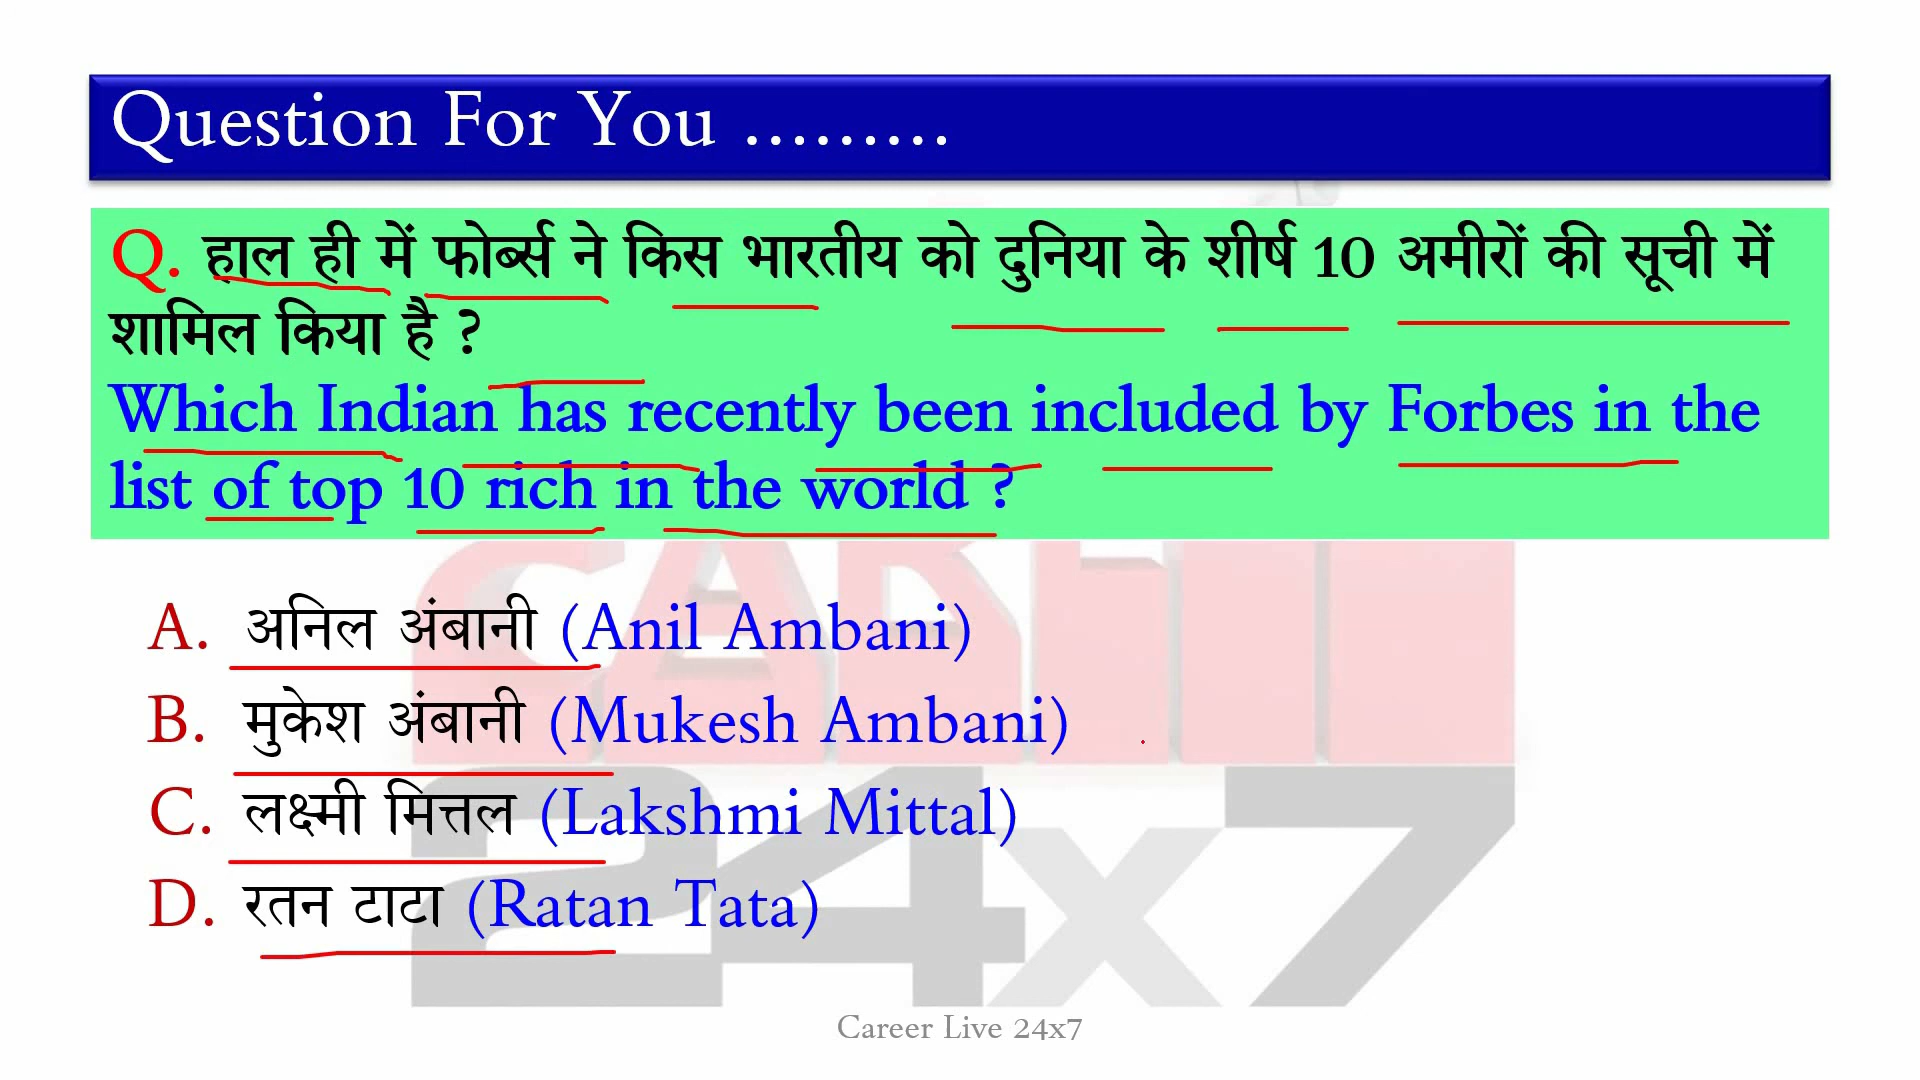 Question For You .........
Q. हाल ही में फोर्ब्स ने किस भारतीय को दुनिया के शीर्ष 10 अमीरों की सूची में
शामिल किया है ?
Which Indian has recently been included by Forbes in the
list of top 10 rich in the world ?
A. अनिल अंबानी (Anil Ambani)
B. मुकेश अंबानी (Mukesh Ambani)
C. लक्ष्मी मित्तल (Lakshmi Mittal)
D. रतन टाटा (Ratan Tata)
24x7
Career Live 24x7